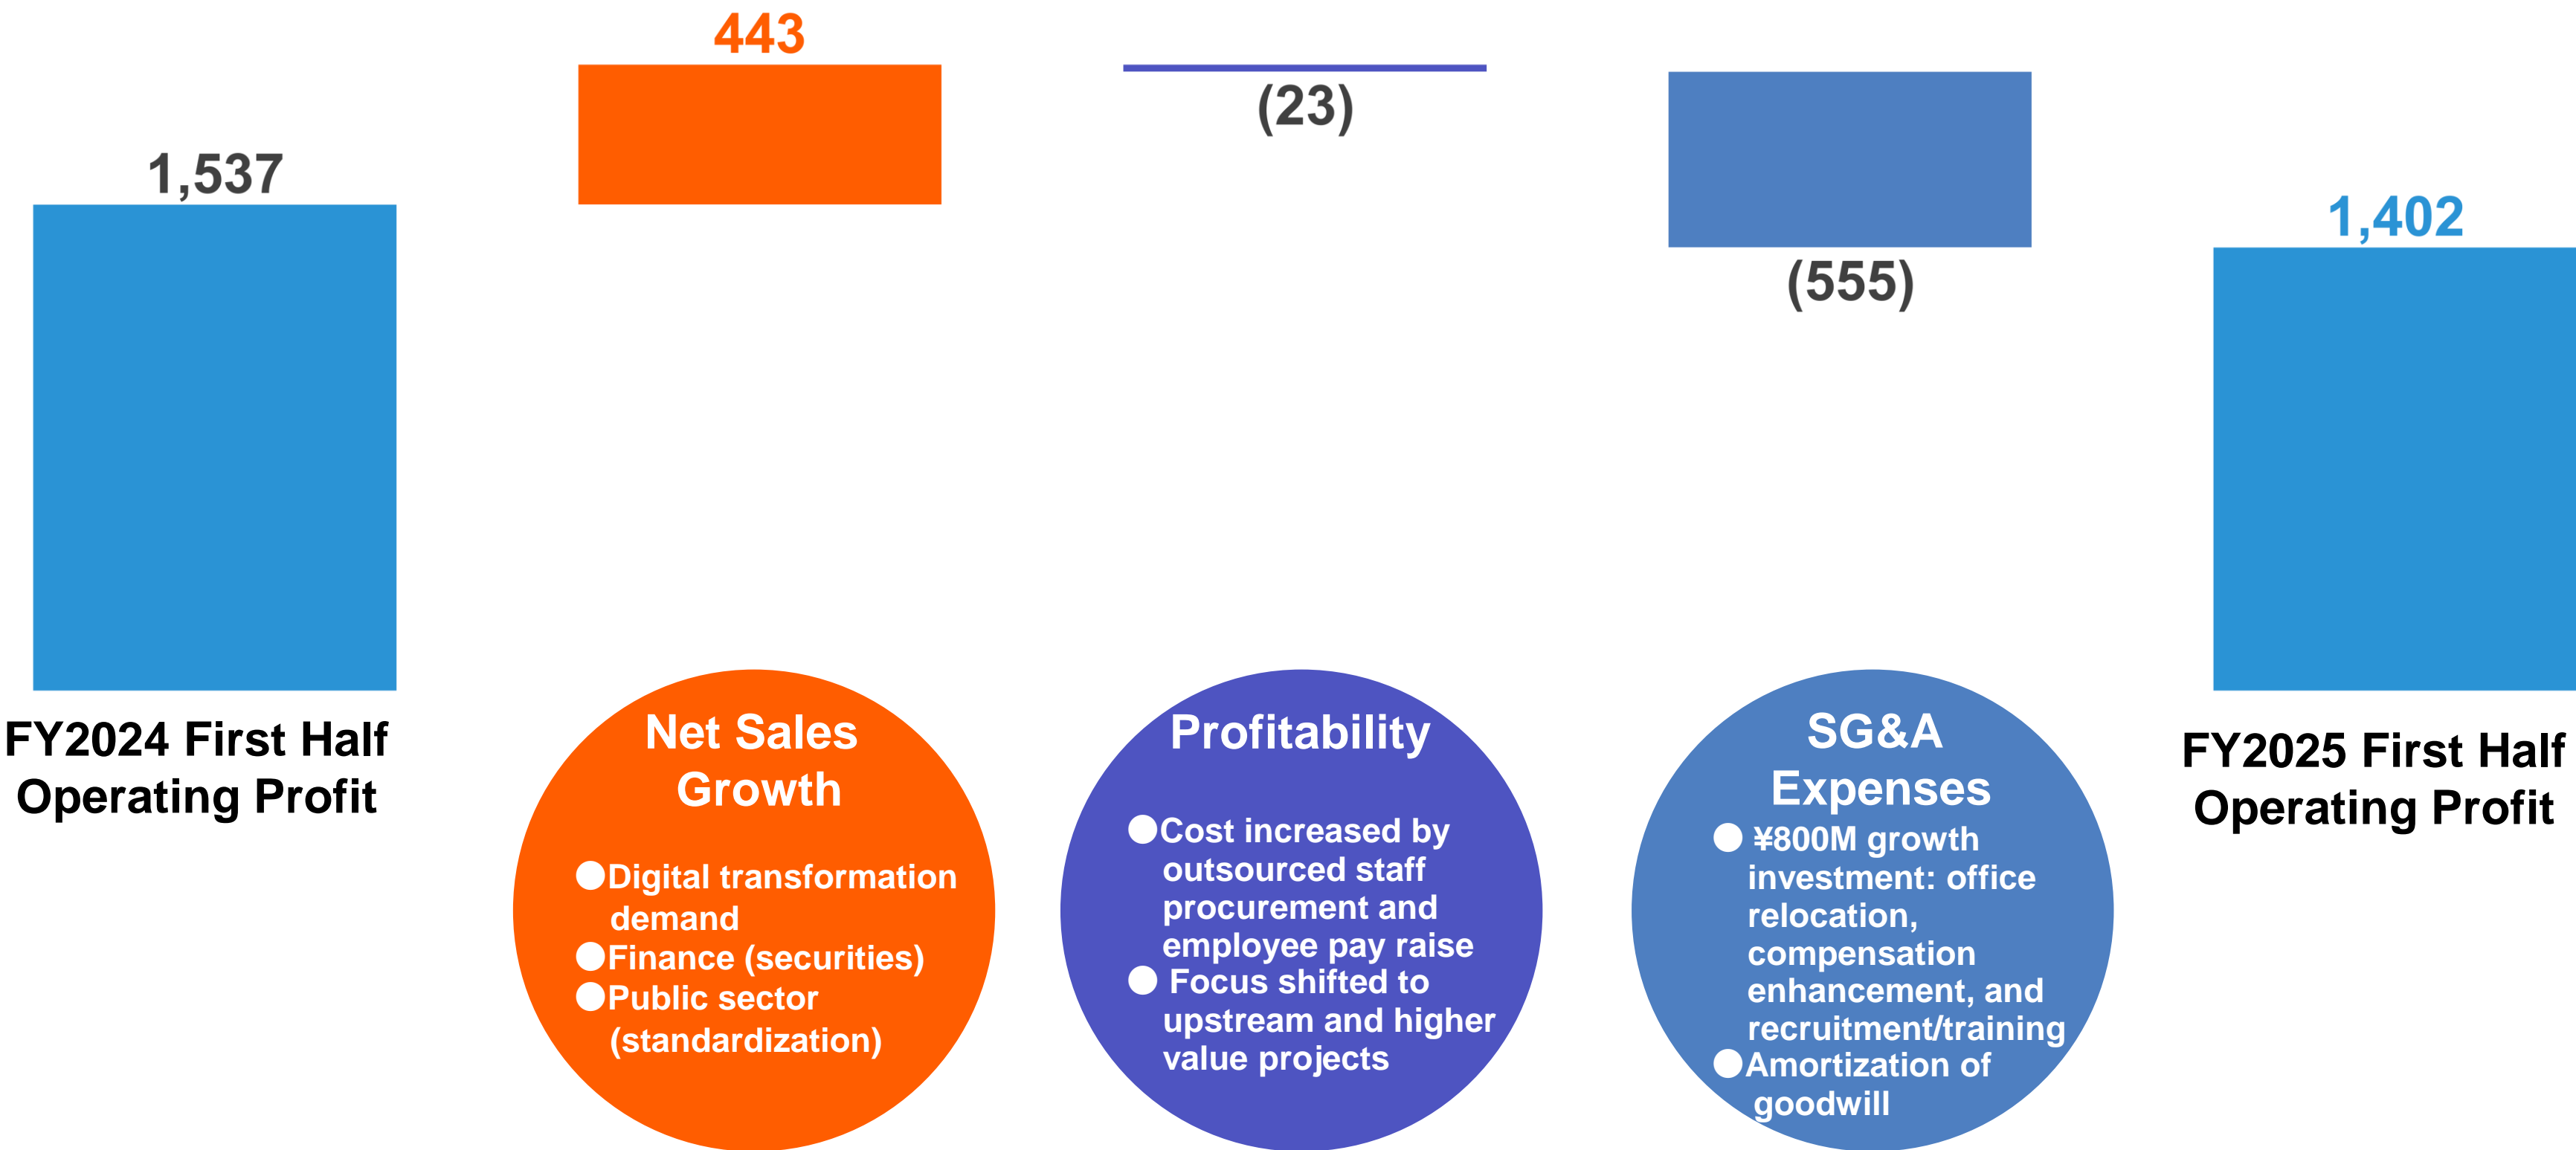 1,537
443
(23)
(555)
1,402
FY2024 First Half
Operating Profit
Net Sales
Growth
●Digital transformation
demand
●Finance (securities)
●Public sector
(standardization)
Profitability
●Cost increased by
outsourced staff
procurement and
employee pay raise
● Focus shifted to
upstream and higher
value projects
SG&A
Expenses
● ¥800M growth
investment: office
relocation,
compensation
enhancement, and
recruitment/training
●Amortization of
goodwill
FY2025 First Half
Operating Profit